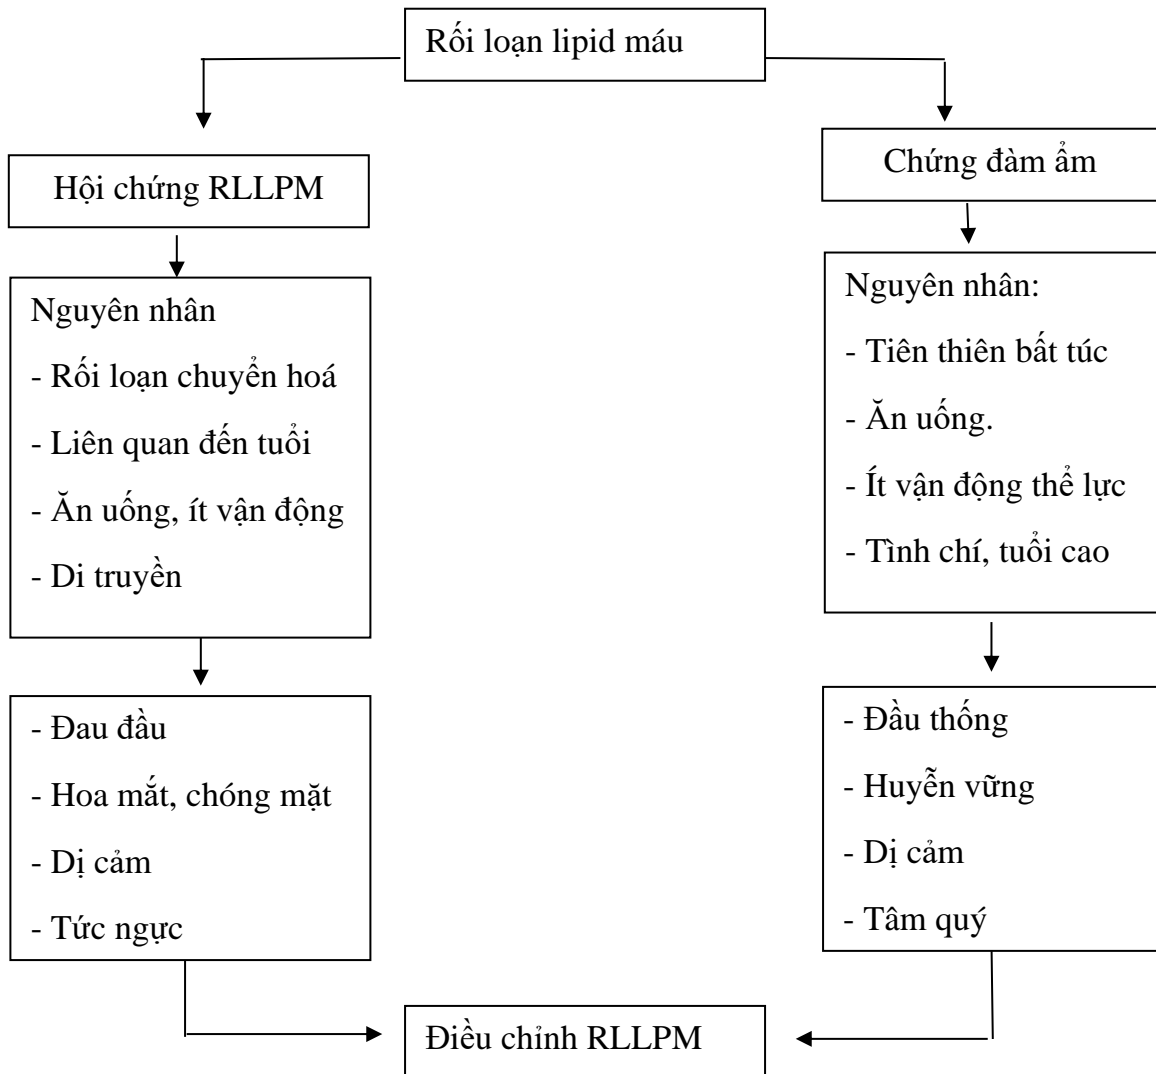 Rối loạn lipid máu
Hội chứng RLLPM
Chứng đàm ẩm
Nguyên nhân
- Rối loạn chuyển hoá
- Liên quan đến tuổi
- Ăn uống, ít vận động
- Di truyền
Nguyên nhân:
- Tiên thiên bất túc
- Ăn uống.
- Ít vận động thể lực
- Tình chí, tuổi cao
- Đau đầu
- Hoa mắt, chóng mặt
- Dị cảm
- Tức ngực
- Đầu thống
- Huyễn vững
- Dị cảm
- Tâm quý
Điều chỉnh RLLPM